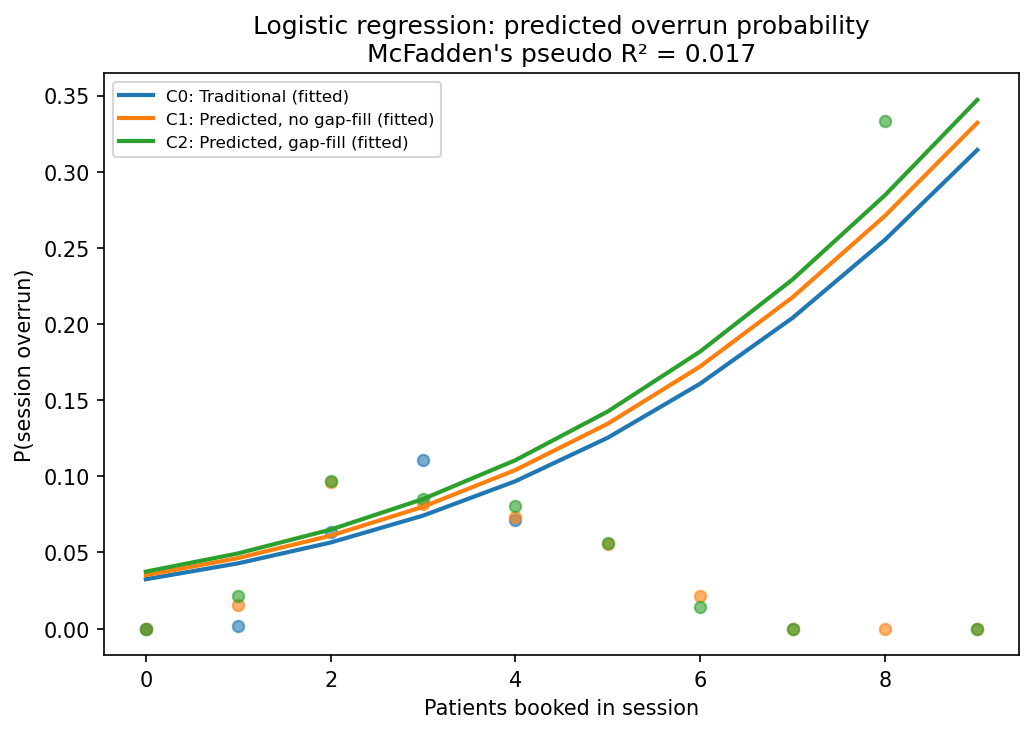 Logistic regression: predicted overrun probability
McFadden's pseudo R² = 0.017
C0: Traditional (fitted)
C1: Predicted, no gap-fill (fitted)
C2: Predicted, gap-fill (fitted)
P(session overrun)
0.35
0.30
0.25
0.20
0.15
0.10
0.05
0.00
0 2 4 6 8
Patients booked in session